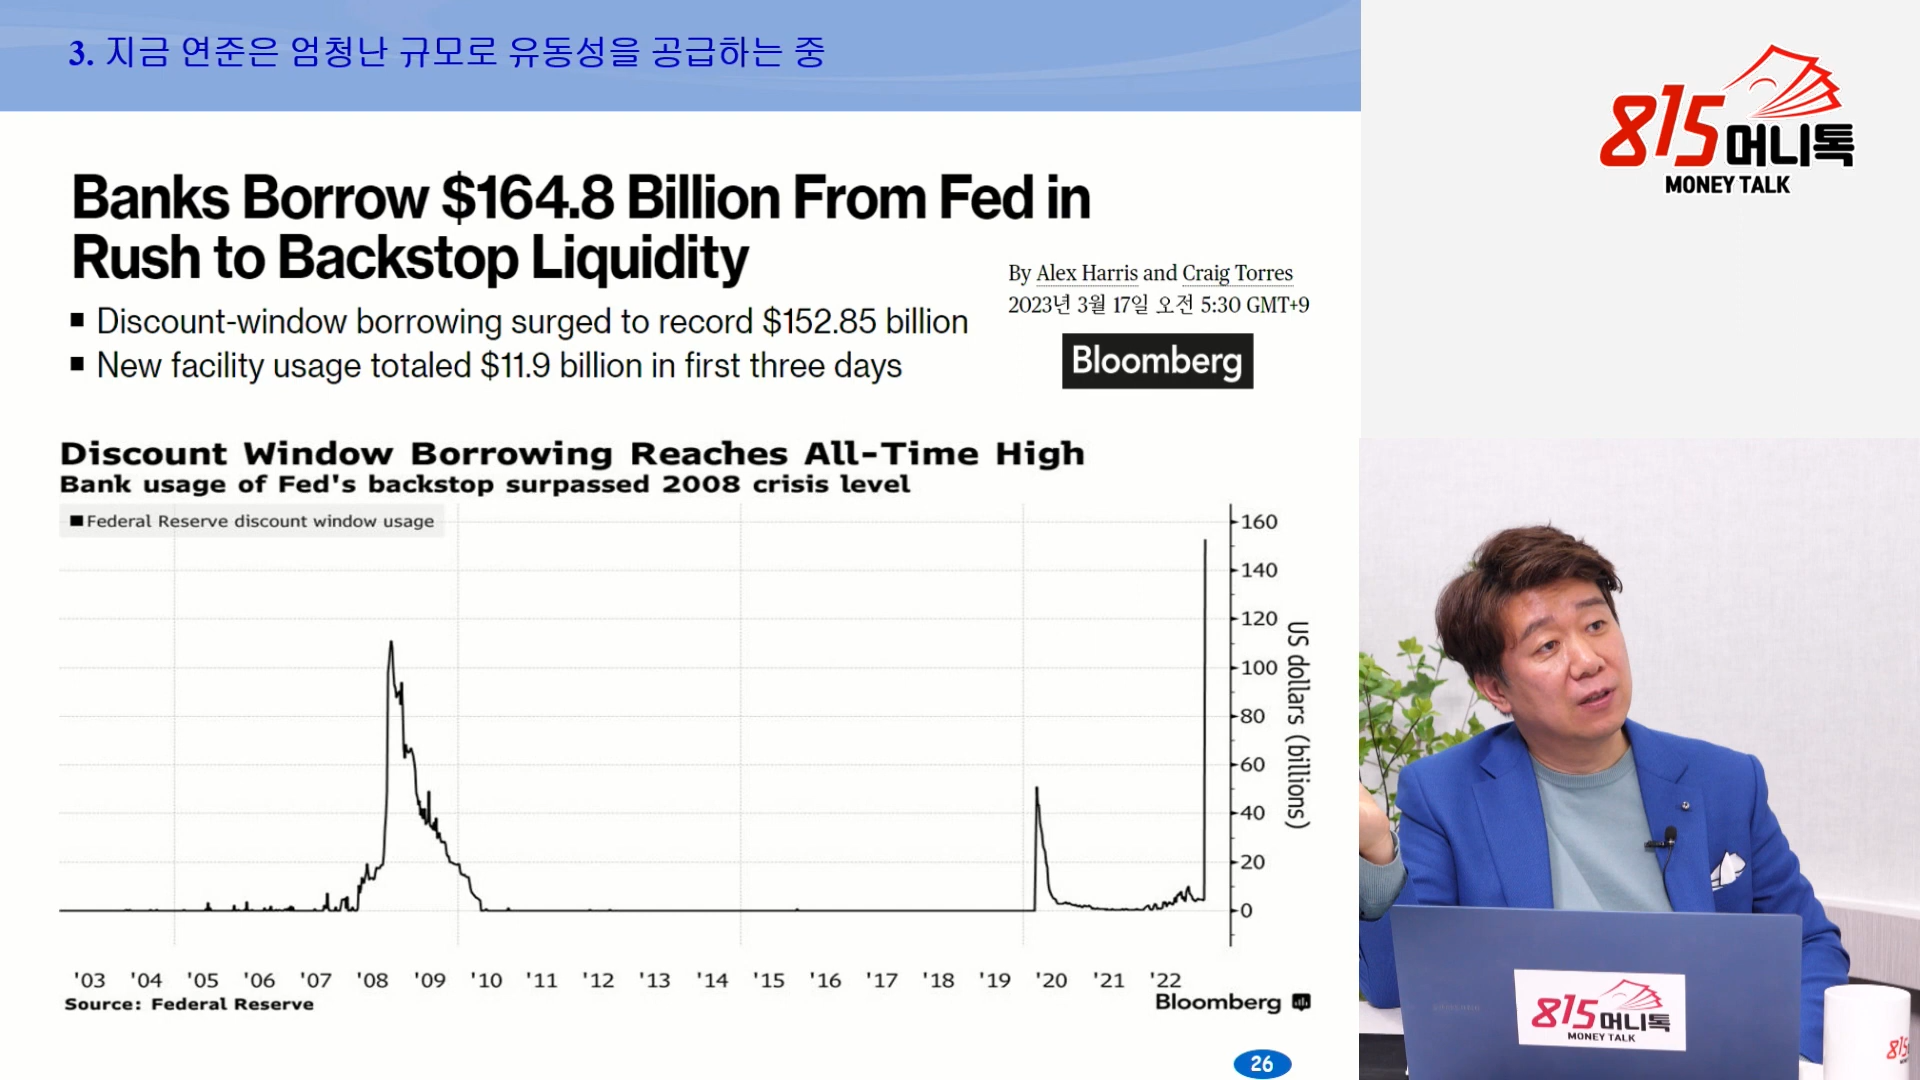 3. 지금 연준은 엄청난 규모로 유동성을 공급하는 중
815머니톡
MONEY TALK
Banks Borrow $164.8 Billion From Fed in
Rush to Backstop Liquidity
By Alex Harris and Craig Torres
2023년 3월 17일 오전 5:30 GMT+9
Bloomberg
▪ Discount-window borrowing surged to record $152.85 billion
▪ New facility usage totaled $11.9 billion in first three days
Discount Window Borrowing Reaches All-Time High
Bank usage of Fed's backstop surpassed 2008 crisis level
■ Federal Reserve discount window usage
160
140
120
100
80
60
40
20
0
US dollars (billions)
'03 '04 '05 '06 '07 '08 '09 '10 '11 '12 '13 '14 '15 '16 '17 '18 '19 '20 '21 '22
Source: Federal Reserve
Bloomberg
26
815머니톡
MONEY TALK